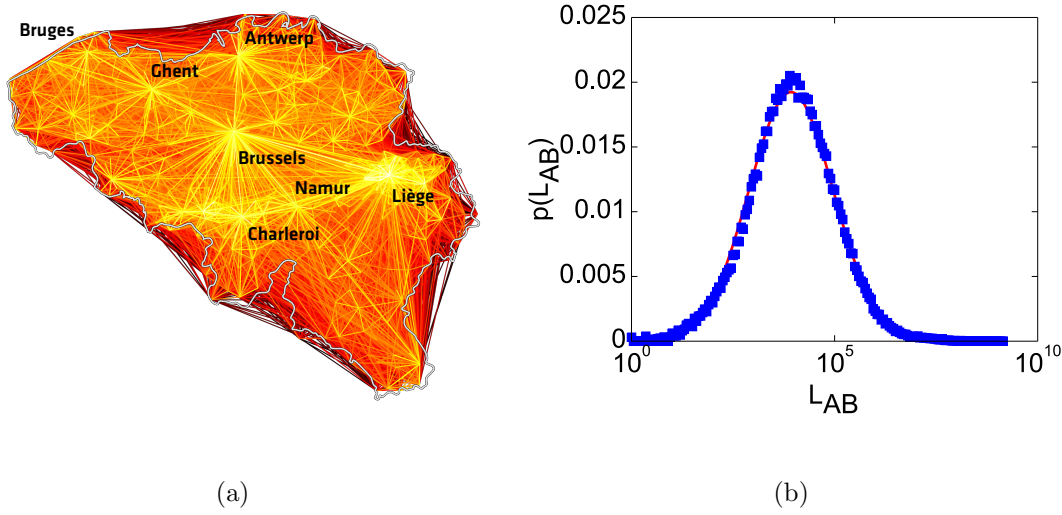 Bruges
Antwerp
Ghent
Brussels
Namur
Liège
Charleroi
(a)
0.025
0.02
0.015
0.01
0.005
0
p(L_AB)
10^0 10^5 10^10
L_AB
(b)